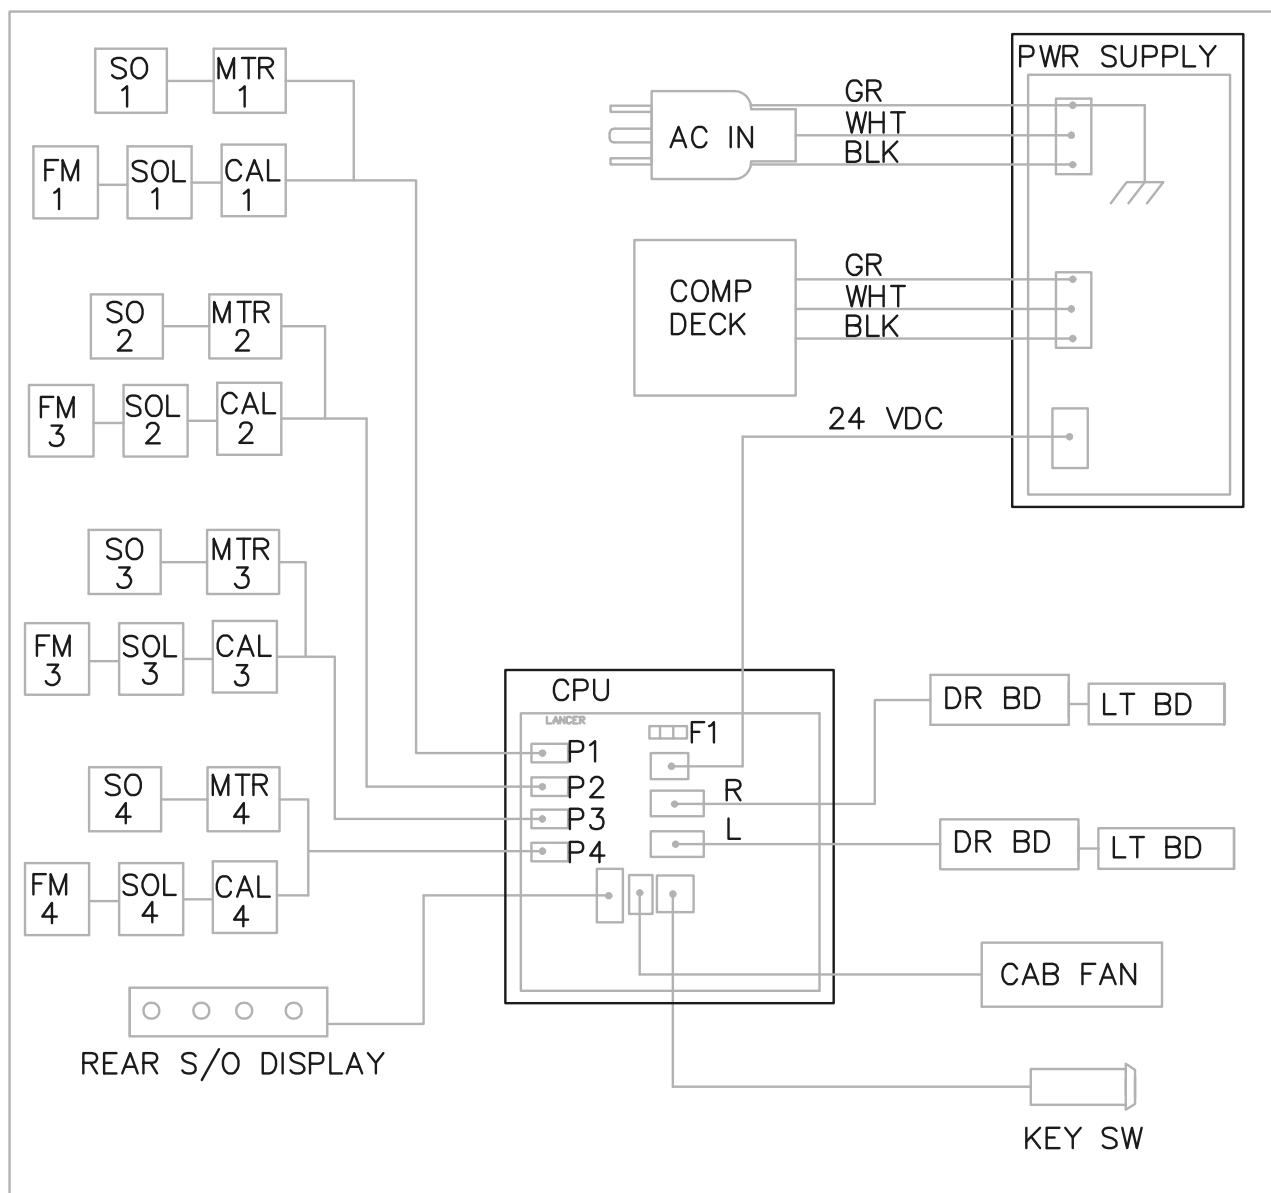 SO
1
MTR
1
FM
1
SOL
1
CAL
1
SO
2
MTR
2
FM
3
SOL
2
CAL
2
SO
3
MTR
3
FM
3
SOL
3
CAL
3
SO
4
MTR
4
FM
4
SOL
4
CAL
4
REAR S/O DISPLAY
AC IN
GR
WHT
BLK
PWR SUPPLY
COMP
DECK
GR
WHT
BLK
24 VDC
CPU
LANCER
F1
P1
P2
P3
P4
R
L
DR BD
LT BD
DR BD
LT BD
CAB FAN
KEY SW